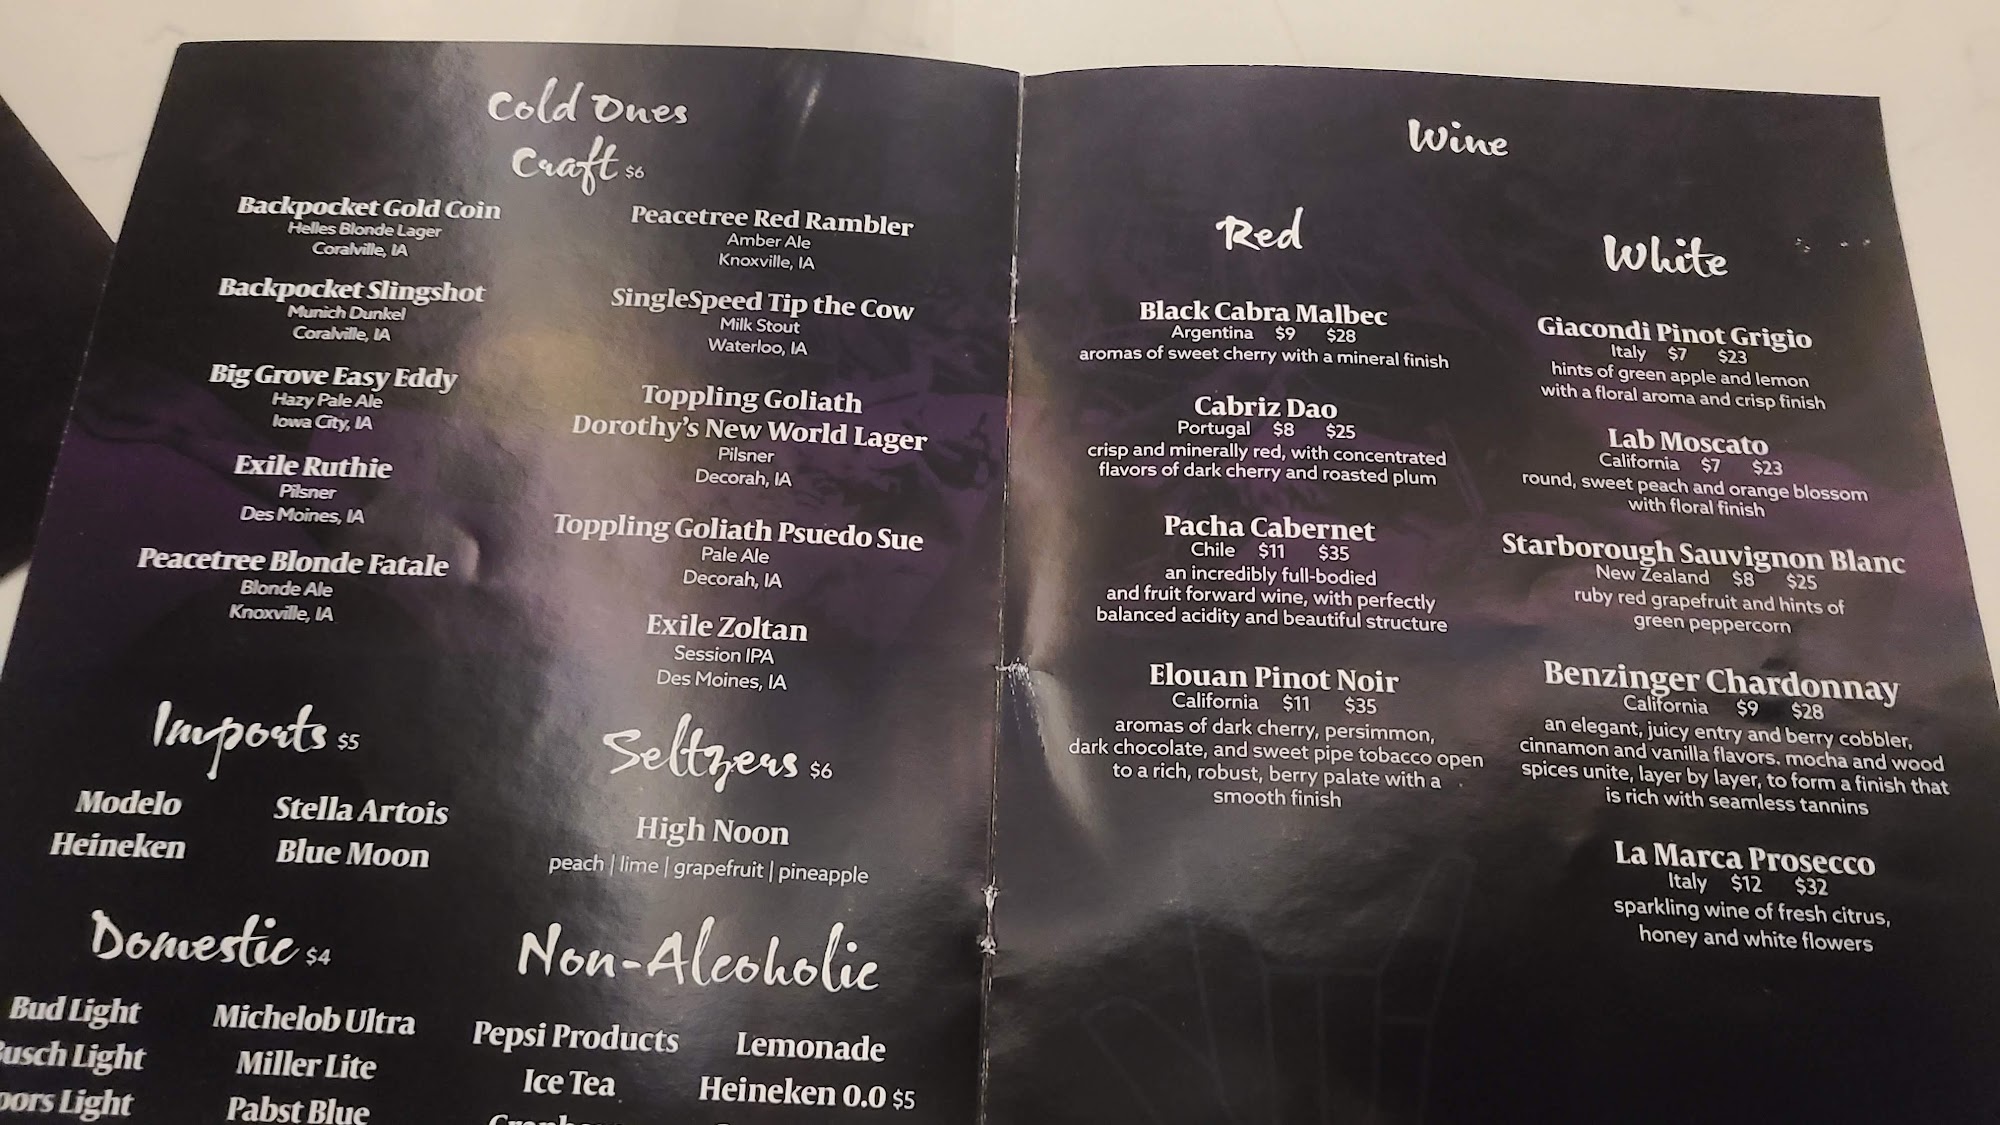 Cold Ones
Craft $6
Backpocket Gold Coin
Helles Blonde Lager
Coralville, IA
Backpocket Slingshot
Munich Dunkel
Coralville, IA
Big Grove Easy Eddy
Hazy Pale Ale
Iowa City, IA
Exile Ruthie
Pilsner
Des Moines, IA
Peacetree Blonde Fatale
Blonde Ale
Knoxville, IA
Peacetree Red Rambler
Amber Ale
Knoxville, IA
SingleSpeed Tip the Cow
Milk Stout
Waterloo, IA
Toppling Goliath
Dorothy's New World Lager
Pilsner
Decorah, IA
Toppling Goliath Psuedo Sue
Pale Ale
Decorah, IA
Exile Zoltan
Session IPA
Des Moines, IA
Imports $5
Modelo
Heineken
Stella Artois
Blue Moon
Seltzers $6
High Noon
peach | lime | grapefruit | pineapple
Domestic $4
Bud Light
Busch Light
Coors Light
Michelob Ultra
Miller Lite
Pabst Blue
Non-Alcoholic
Pepsi Products
Ice Tea
Lemonade
Heineken 0.0 $5
Wine
Red
Black Cabra Malbec
Argentina $9 $28
aromas of sweet cherry with a mineral finish
Cabriz Dao
Portugal $8 $25
crisp and minerally red, with concentrated
flavors of dark cherry and roasted plum
Pacha Cabernet
Chile $11 $35
an incredibly full-bodied
and fruit forward wine, with perfectly
balanced acidity and beautiful structure
Elouan Pinot Noir
California $11 $35
aromas of dark cherry, persimmon,
dark chocolate, and sweet pipe tobacco open
to a rich, robust, berry palate with a
smooth finish
White
Giacondi Pinot Grigio
Italy $7 $23
hints of green apple and lemon
with a floral aroma and crisp finish
Lab Moscato
California $7 $23
round, sweet peach and orange blossom
with floral finish
Starborough Sauvignon Blanc
New Zealand $8 $25
ruby red grapefruit and hints of
green peppercorn
Benzinger Chardonnay
California $9 $28
an elegant, juicy entry and berry cobbler,
cinnamon and vanilla flavors. mocha and wood
spices unite, layer by layer, to form a finish that
is rich with seamless tannins
La Marca Prosecco
Italy $12 $32
sparkling wine of fresh citrus,
honey and white flowers